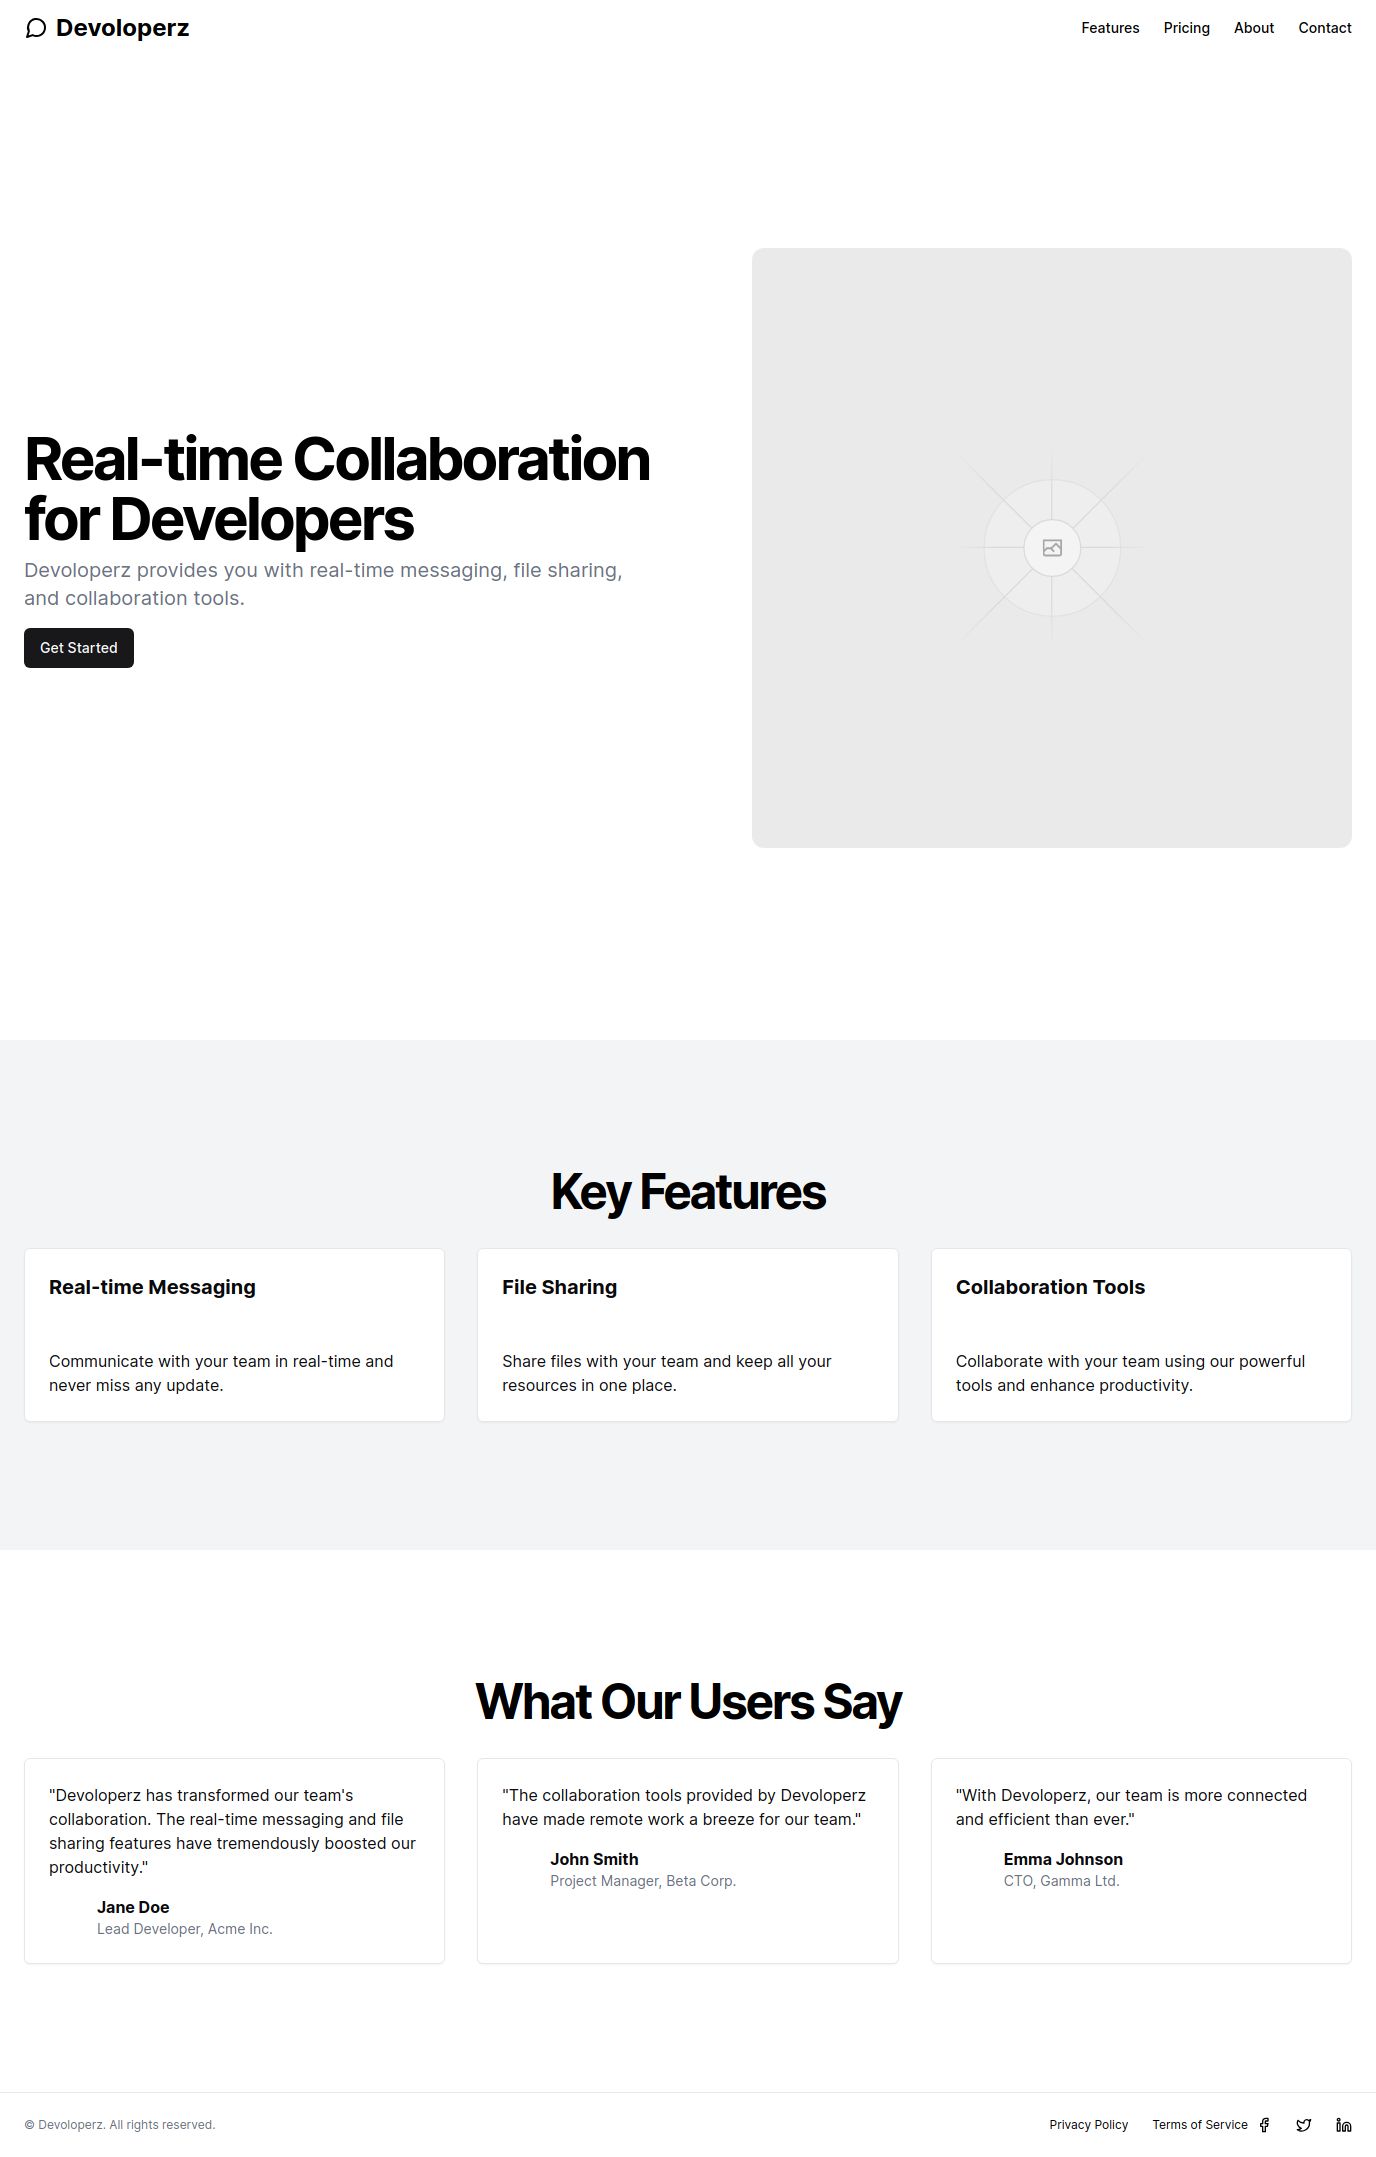 Devoloperz
Features Pricing About Contact
Real-time Collaboration
for Developers
Devoloperz provides you with real-time messaging, file sharing,
and collaboration tools.
Get Started
Key Features
Real-time Messaging
Communicate with your team in real-time and
never miss any update.
File Sharing
Share files with your team and keep all your
resources in one place.
Collaboration Tools
Collaborate with your team using our powerful
tools and enhance productivity.
What Our Users Say
"Devoloperz has transformed our team's
collaboration. The real-time messaging and file
sharing features have tremendously boosted our
productivity."
Jane Doe
Lead Developer, Acme Inc.
"The collaboration tools provided by Devoloperz
have made remote work a breeze for our team."
John Smith
Project Manager, Beta Corp.
"With Devoloperz, our team is more connected
and efficient than ever."
Emma Johnson
CTO, Gamma Ltd.
© Devoloperz. All rights reserved.
Privacy Policy Terms of Service